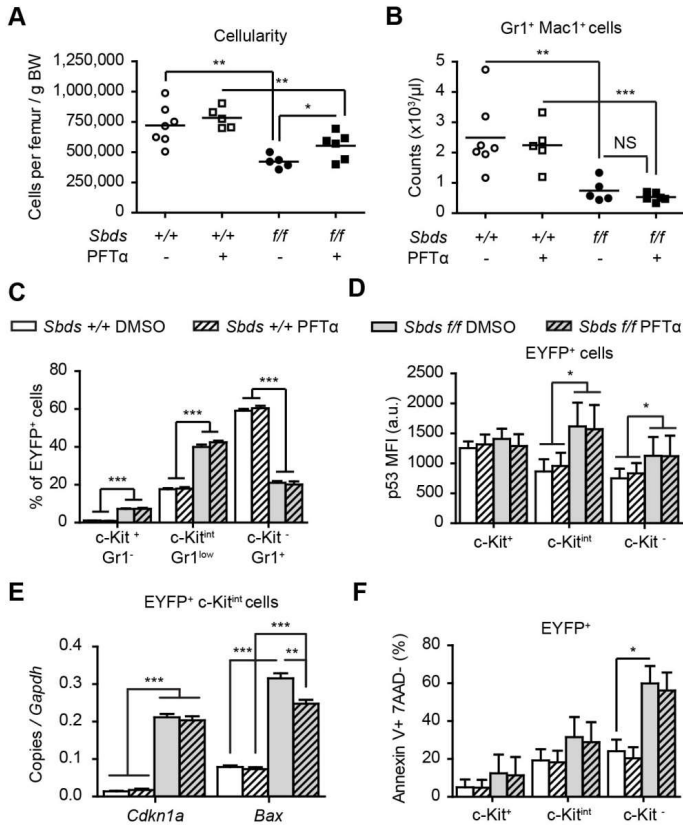 A
Cellularity
Cells per femur / g BW
1,250,000
1,000,000
750,000
500,000
250,000
0
**
**
*
Sbds +/+ +/+ f/f f/f
PFTα - + - +
B
Gr1+ Mac1+ cells
Counts (x10³/µl)
5
4
3
2
1
0
**
***
NS
Sbds +/+ +/+ f/f f/f
PFTα - + - +
C
D
Sbds +/+ DMSO Sbds +/+ PFTα Sbds f/f DMSO Sbds f/f PFTα
% of EYFP+ cells
80
60
40
20
0
***
***
***
c-Kit + c-Kitint c-Kit -
Gr1- Gr1low Gr1+
EYFP+ cells
p53 MFI (a.u.)
2500
2000
1500
1000
500
0
*
*
c-Kit+ c-Kitint c-Kit -
E
EYFP+ c-Kitint cells
Copies / Gapdh
0.4
0.3
0.2
0.1
0.0
***
***
***
**
Cdkn1a Bax
F
EYFP+
Annexin V+ 7AAD- (%)
80
60
40
20
0
*
c-Kit+ c-Kitint c-Kit -